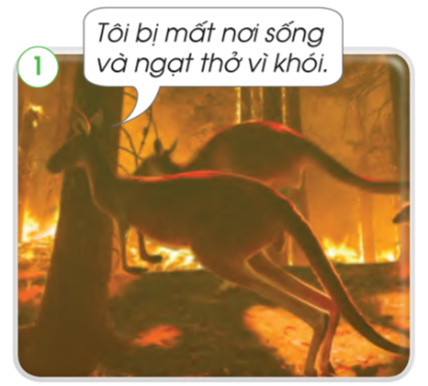 Tôi bị mất nơi sống
và ngạt thở vì khói.
1